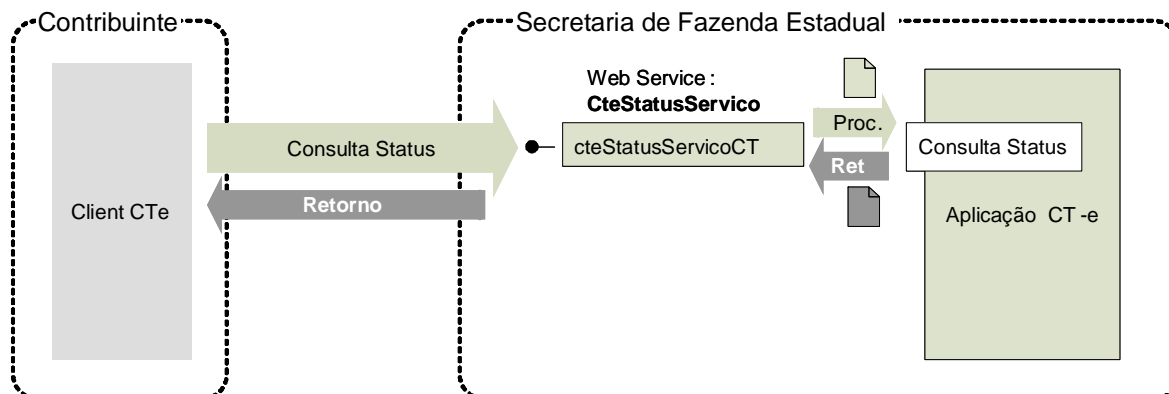 Contribuinte
Secretaria de Fazenda Estadual
Web Service :
CteStatusServico
Proc.
Consulta Status
cteStatusServicoCT
Consulta Status
Ret
Retorno
Client CTe
Aplicação CT -e